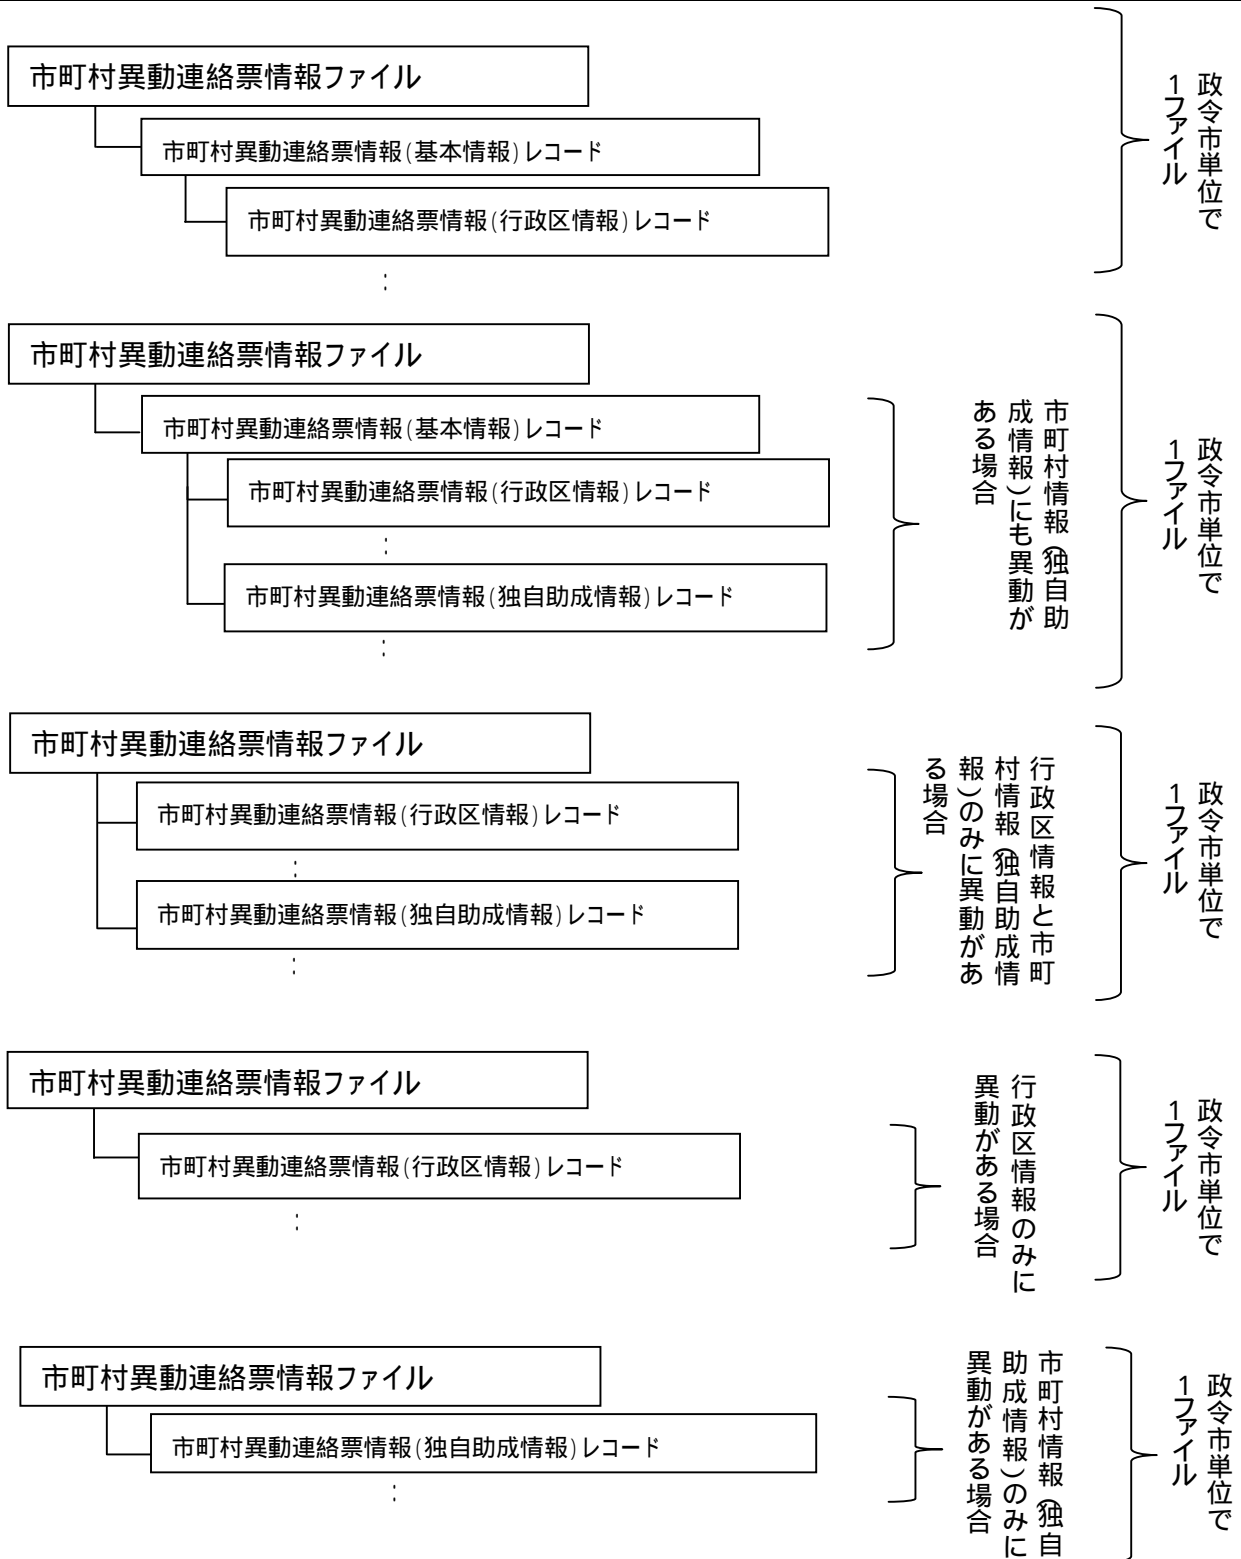 市町村異動連絡票情報ファイル
市町村異動連絡票情報(基本情報)レコード
市町村異動連絡票情報(行政区情報)レコード
政令市単位で
1ファイル
市町村異動連絡票情報ファイル
市町村異動連絡票情報(基本情報)レコード
市町村異動連絡票情報(行政区情報)レコード
市町村異動連絡票情報(独自助成情報)レコード
市町村情報(独自助
成情報)にも異動が
ある場合
政令市単位で
1ファイル
市町村異動連絡票情報ファイル
市町村異動連絡票情報(行政区情報)レコード
市町村異動連絡票情報(独自助成情報)レコード
行政区情報と市町
村情報(独自助成情
報)のみに異動があ
る場合
政令市単位で
1ファイル
市町村異動連絡票情報ファイル
市町村異動連絡票情報(行政区情報)レコード
行政区情報のみに
異動がある場合
政令市単位で
1ファイル
市町村異動連絡票情報ファイル
市町村異動連絡票情報(独自助成情報)レコード
市町村情報(独自
助成情報)のみに
異動がある場合
政令市単位で
1ファイル